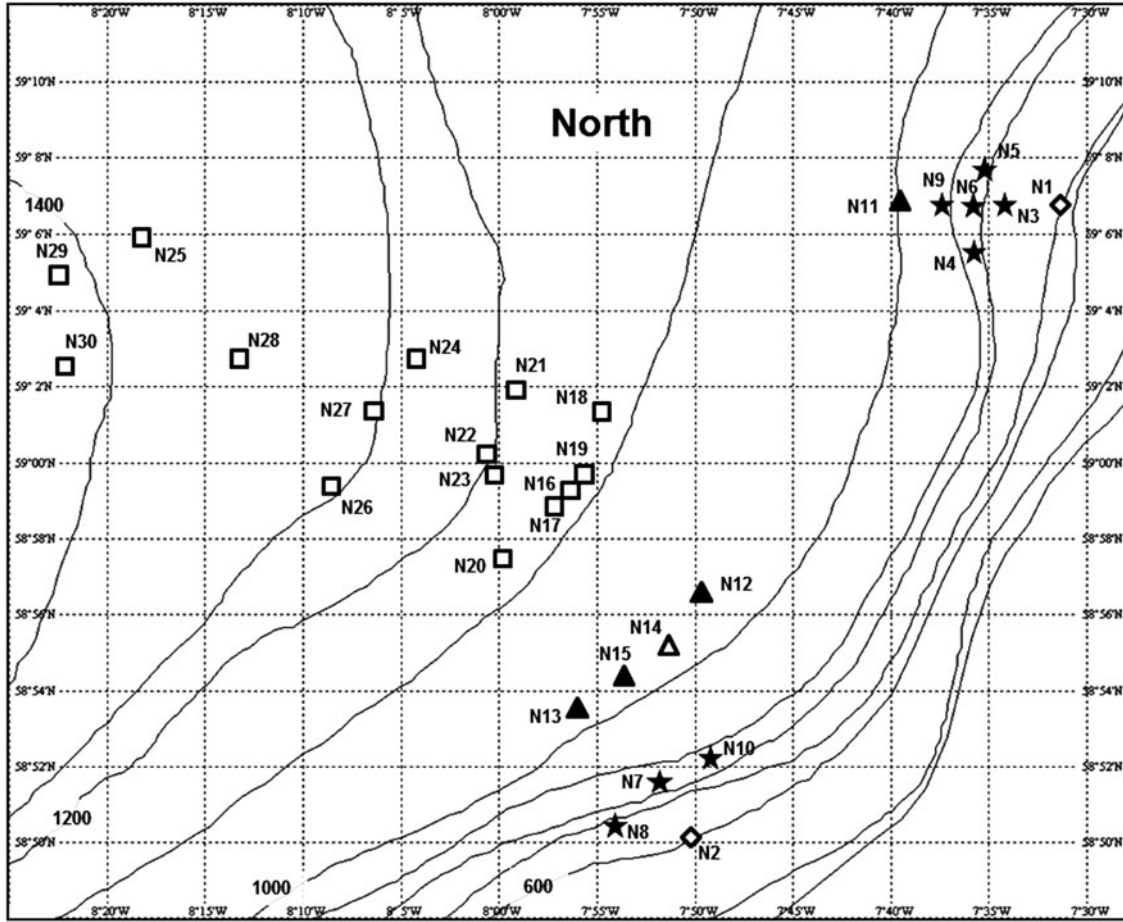 8°20'W 8°15'W 8°10'W 8°5'W 8°00'W 7°55'W 7°50'W 7°45'W 7°40'W 7°35'W 7°30'W
59°10'N 59°10'N
North
59°8'N 59°8'N
N5
N9 N6 N1
1400 N11 N3
59°6'N 59°6'N
N29 N25
N4
59°4'N 59°4'N
N30 N28 N24
N21
59°2'N 59°2'N
N27 N18
N22 N19
59°00'N 59°00'N
N23 N16
N26
N17
58°58'N 58°58'N
N20
N12
58°56'N 58°56'N
N14
N15
58°54'N 58°54'N
N13
N10
58°52'N 58°52'N
N7
1200
N8
58°50'N 58°50'N
N2
1000 600
8°20'W 8°15'W 8°10'W 8°5'W 8°00'W 7°55'W 7°50'W 7°45'W 7°40'W 7°35'W 7°30'W